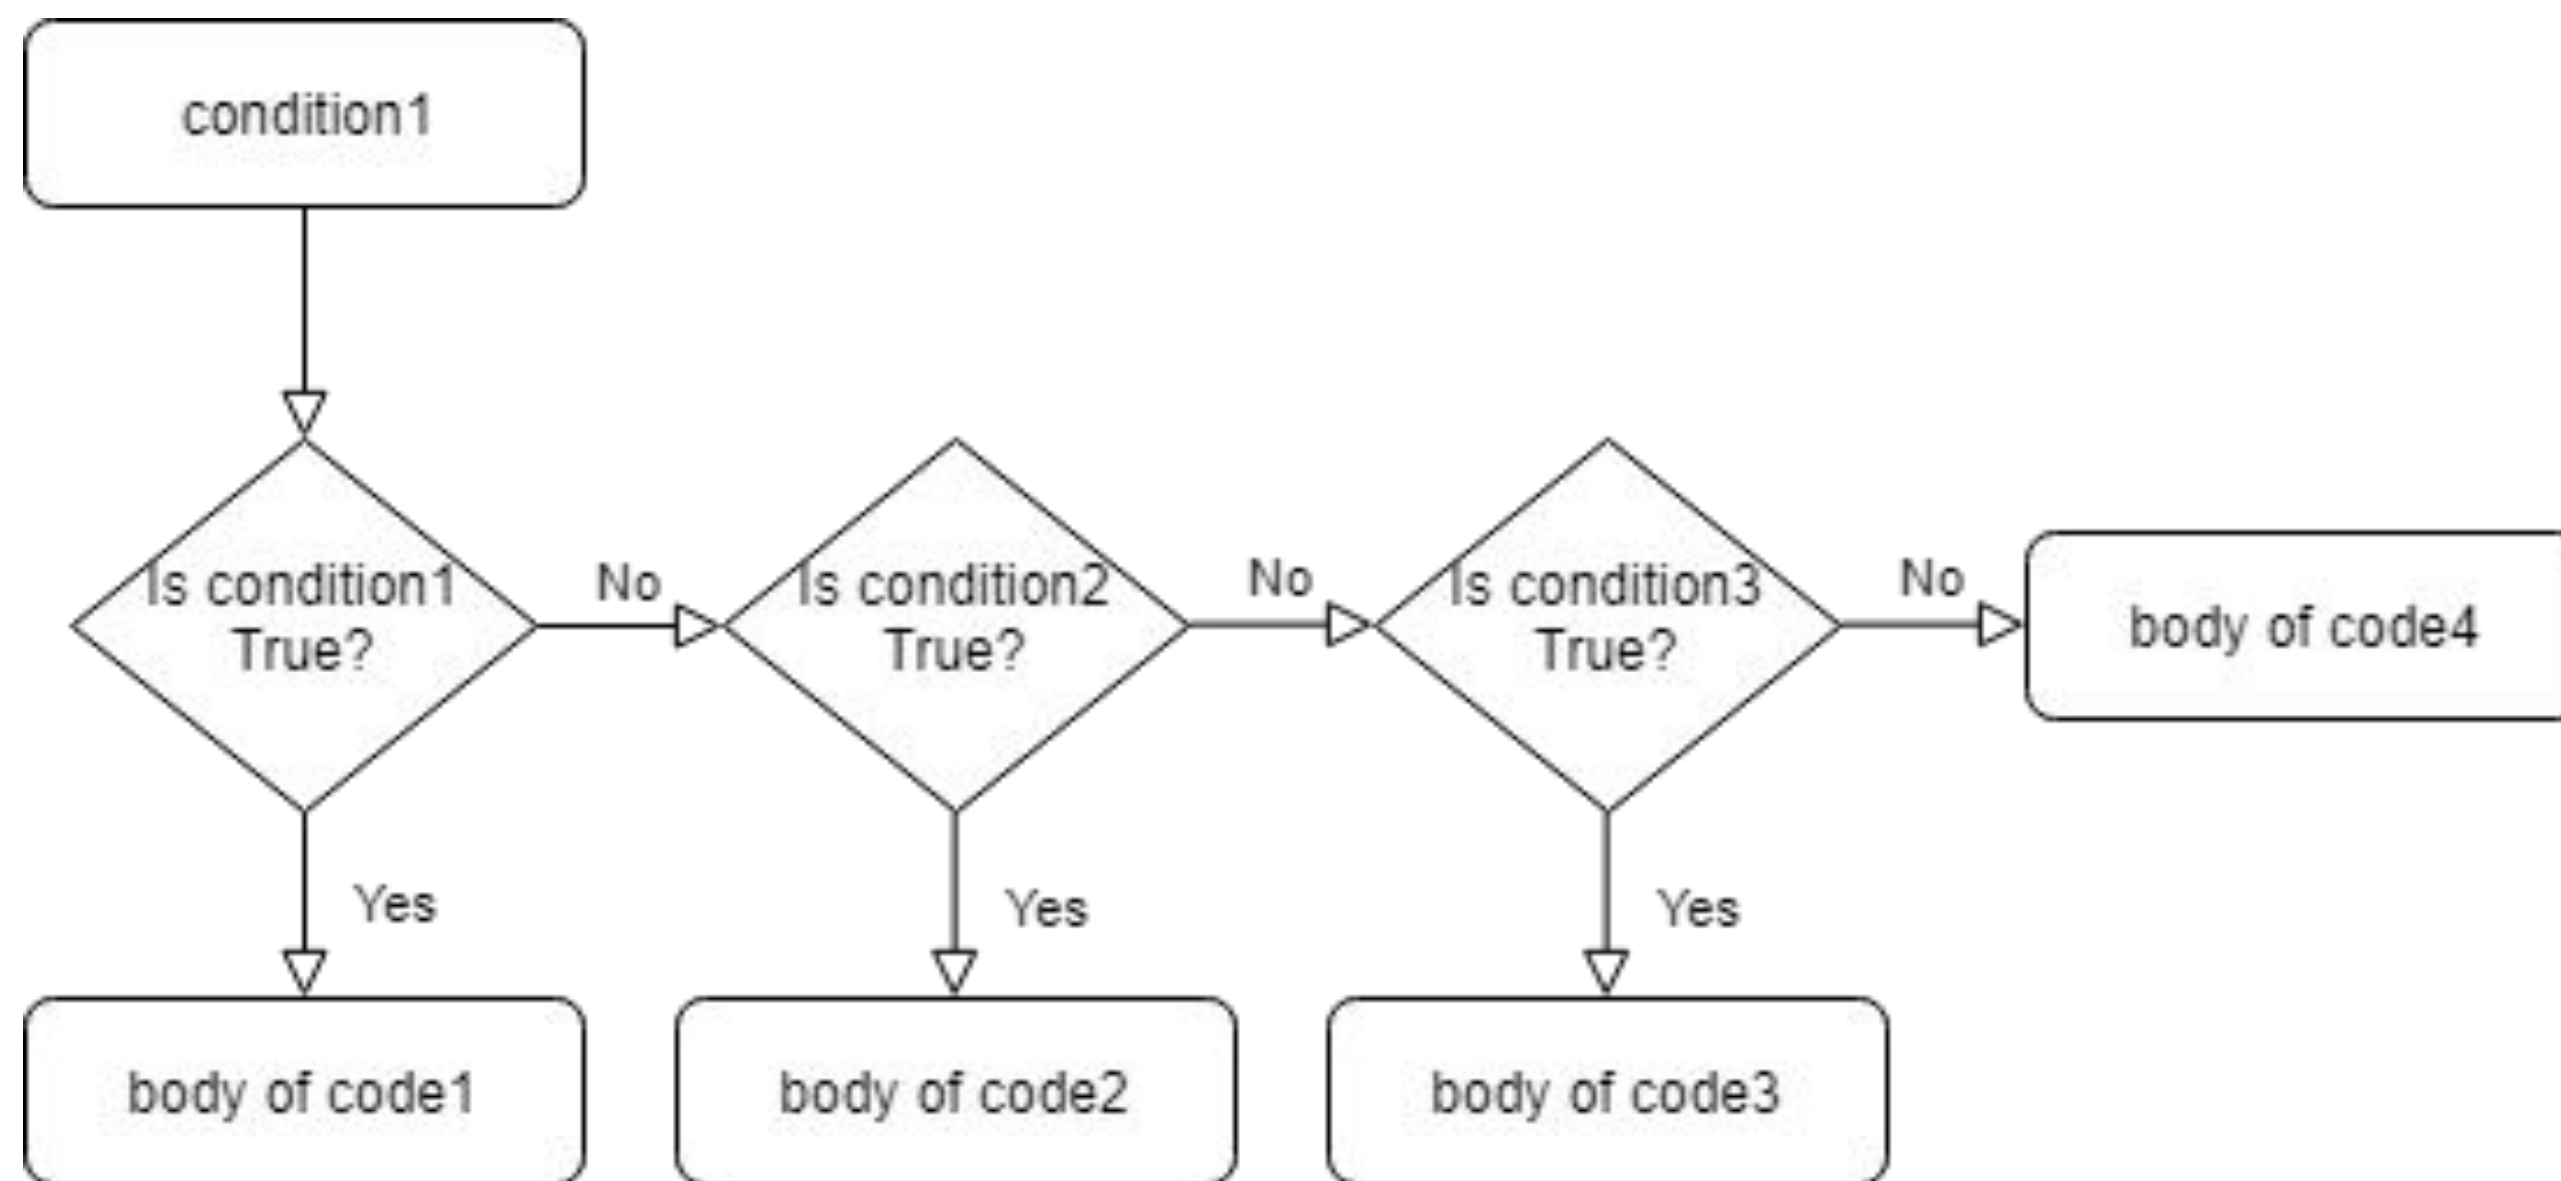 condition1
Is condition1
True?
No
Is condition2
True?
No
Is condition3
True?
No
body of code4
Yes
Yes
Yes
body of code1
body of code2
body of code3